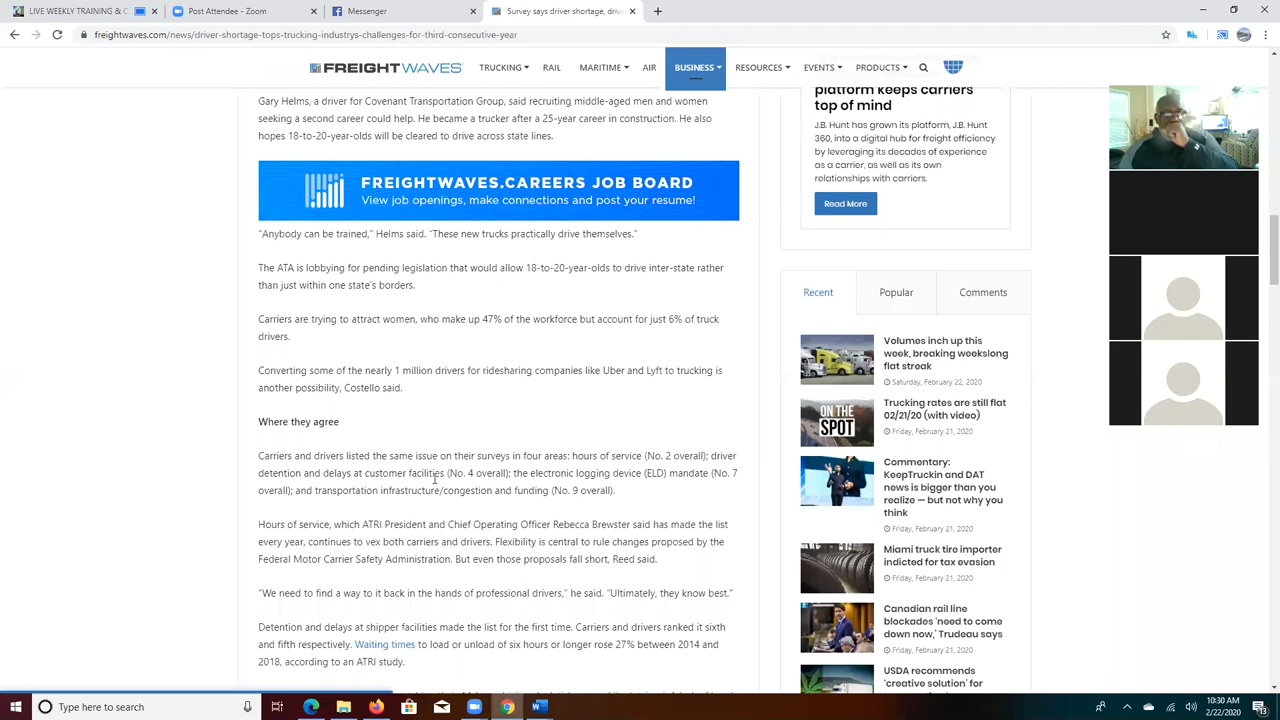 LIVE WEEKLY TRAINING & C
Post Attendee - Zoom
Messenger
Survey says driver shortage, driv
freightwaves.com/news/driver-shortage-tops-trucking-industrys-challenges-for-third-consecutive-year
FREIGHTWAVES
TRUCKING
RAIL
MARITIME
AIR
BUSINESS
RESOURCES
EVENTS
PRODUCTS
Gary Helms, a driver for Covenant Transportation Group, said recruiting middle-aged men and women
seeking a second career could help. He became a trucker after a 25-year career in construction. He also
hopes 18-to-20-year-olds will be cleared to drive across state lines.
FREIGHTWAVES.CAREERS JOB BOARD
View job openings, make connections and post your resume!
“Anybody can be trained,” Helms said. “These new trucks practically drive themselves.”
The ATA is lobbying for pending legislation that would allow 18-to-20-year-olds to drive inter-state rather
than just within one state’s borders.
Carriers are trying to attract women, who make up 47% of the workforce but account for just 6% of truck
drivers.
Converting some of the nearly 1 million drivers for ridesharing companies like Uber and Lyft to trucking is
another possibility, Costello said.
Where they agree
Carriers and drivers listed the same issue on their surveys in four areas: hours of service (No. 2 overall); driver
detention and delays at customer facilities (No. 4 overall); the electronic logging device (ELD) mandate (No. 7
overall); and transportation infrastructure/congestion and funding (No. 9 overall).
Hours of service, which ATRI President and Chief Operating Officer Rebecca Brewster said has made the list
every year, continues to vex both carriers and drivers. Flexibility is central to rule changes proposed by the
Federal Motor Carrier Safety Administration. But even those proposals fall short, Reed said.
“We need to find a way to it back in the hands of professional drivers,” he said. “Ultimately, they know best.”
Detention and delays at shipper facilities made the list for the first time. Carriers and drivers ranked it sixth
and fifth respectively. Waiting times to load or unload of six hours or longer rose 27% between 2014 and
2018, according to an ATRI study.
platform keeps carriers
top of mind
J.B. Hunt has grown its platform, J.B. Hunt
360, into a digital hub for freight efficiency
by leveraging its decades of experience
as a carrier, as well as its own
relationships with carriers.
Read More
Recent
Popular
Comments
Volumes inch up this
week, breaking weekslong
flat streak
Saturday, February 22, 2020
ON THE
SPOT
Trucking rates are still flat
02/21/20 (with video)
Friday, February 21, 2020
Commentary:
KeepTruckin and DAT
news is bigger than you
realize — but not why you
think
Friday, February 21, 2020
Miami truck tire importer
indicted for tax evasion
Friday, February 21, 2020
Canadian rail line
blockades ‘need to come
down now,’ Trudeau says
Friday, February 21, 2020
USDA recommends
‘creative solution’ for
Type here to search
10:30 AM
2/22/2020
13